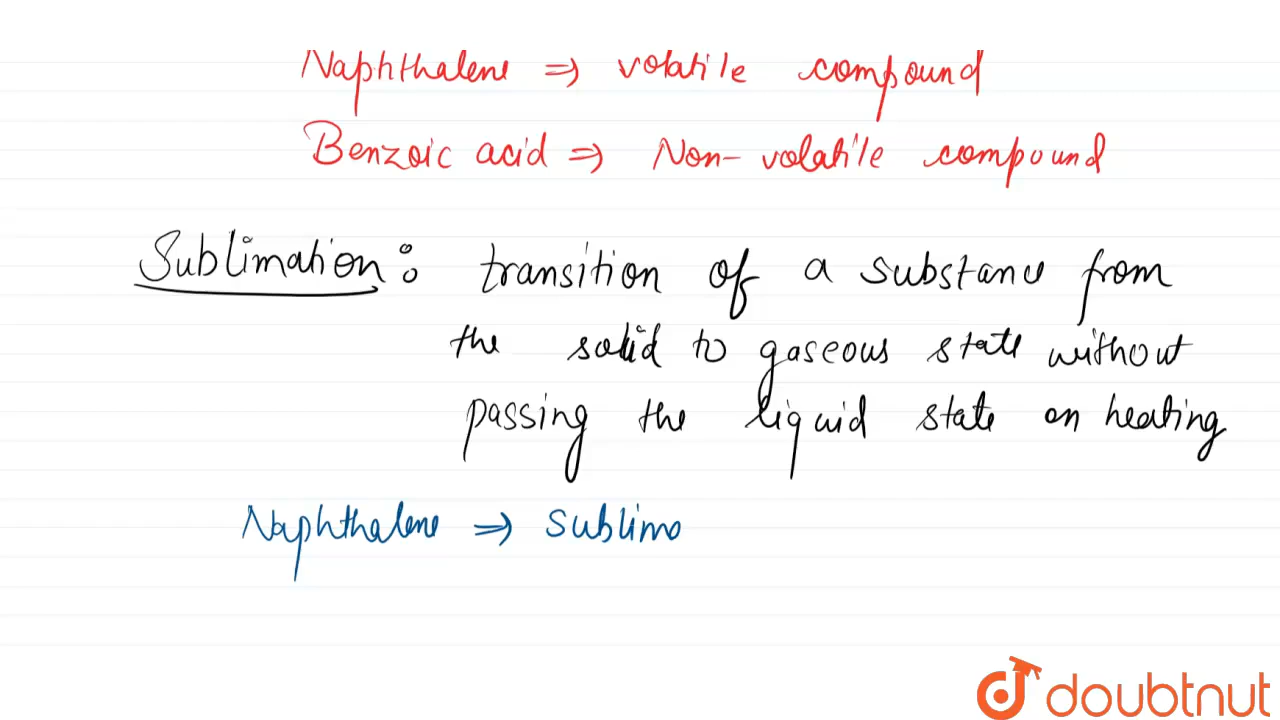 Naphthalene ⇒ volatile compound
Benzoic acid ⇒ Non-volatile compound
Sublimation: transition of a substance from
the solid to gaseous state without
passing the liquid state on heating
Naphthalene ⇒ sublima
doubtnut